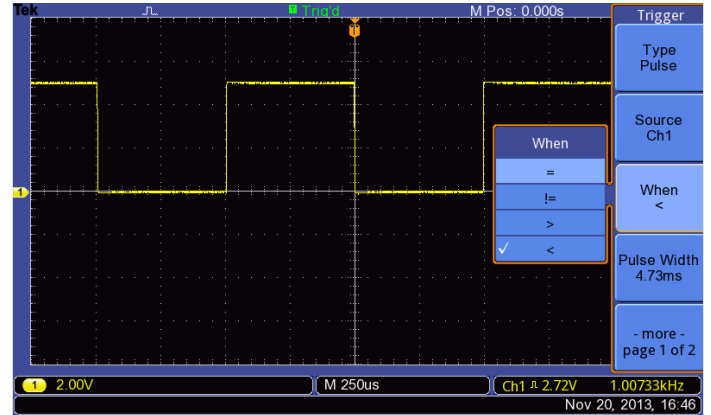 Tek
T Trig'd
M Pos: 0.000s
T
Trigger
Type
Pulse
Source
Ch1
When
<
Pulse Width
4.73ms
- more -
page 1 of 2
When
=
!=
>
✓ <
1
1 2.00V
M 250us
Ch1 2.72V
1.00733kHz
Nov 20, 2013, 16:46